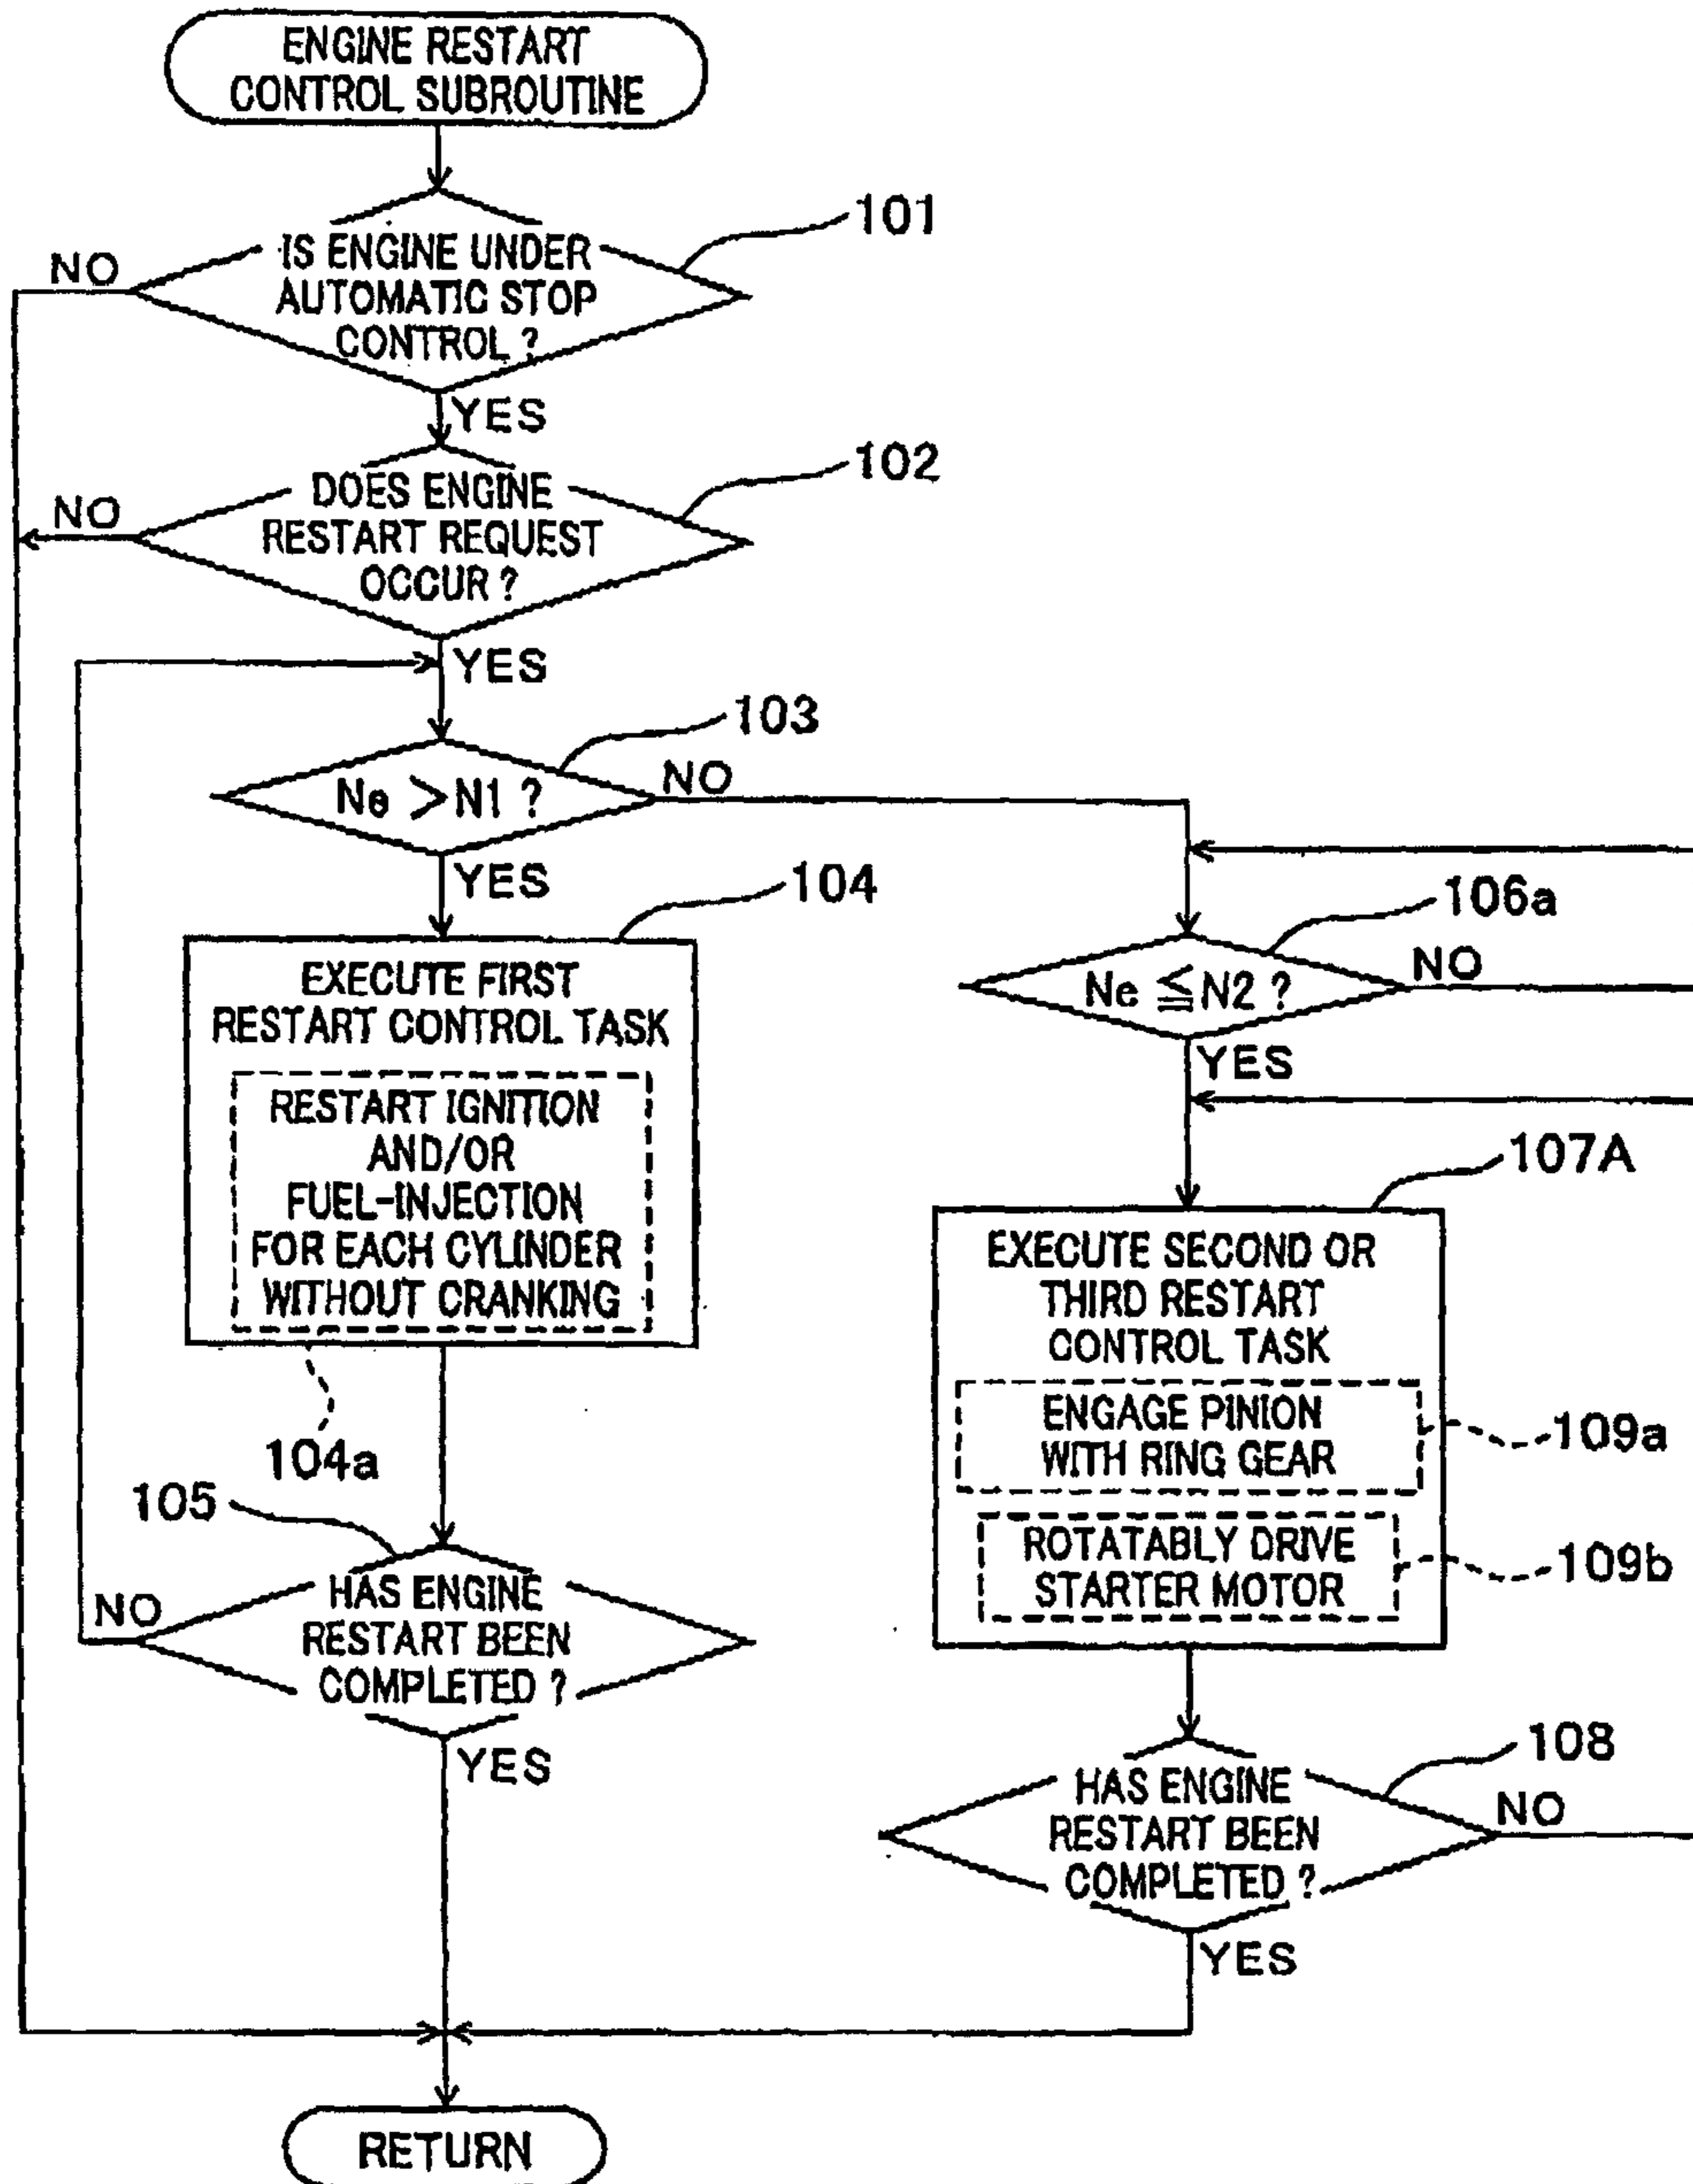 ENGINE RESTART
CONTROL SUBROUTINE
101
NO
IS ENGINE UNDER
AUTOMATIC STOP
CONTROL ?
YES
102
NO
DOES ENGINE
RESTART REQUEST
OCCUR ?
YES
103
Ne >N1 ?
NO
YES
104
EXECUTE FIRST
RESTART CONTROL TASK
RESTART IGNITION
AND/OR
FUEL-INJECTION
FOR EACH CYLINDER
WITHOUT CRANKING
104a
105
NO
HAS ENGINE
RESTART BEEN
COMPLETED ?
YES
106a
Ne ≦N2 ?
NO
YES
107A
EXECUTE SECOND OR
THIRD RESTART
CONTROL TASK
ENGAGE PINION
WITH RING GEAR
109a
ROTATABLY DRIVE
STARTER MOTOR
109b
108
HAS ENGINE
RESTART BEEN
COMPLETED ?
NO
YES
RETURN